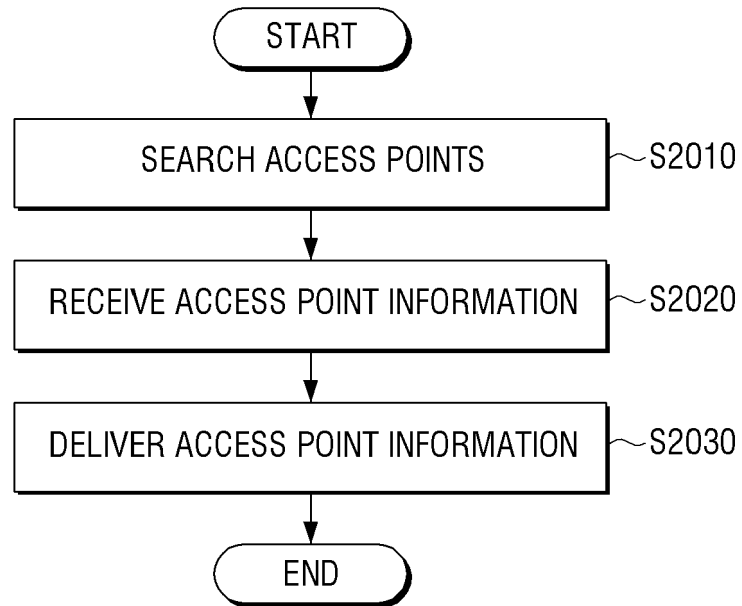 START
SEARCH ACCESS POINTS
S2010
RECEIVE ACCESS POINT INFORMATION
S2020
DELIVER ACCESS POINT INFORMATION
S2030
END